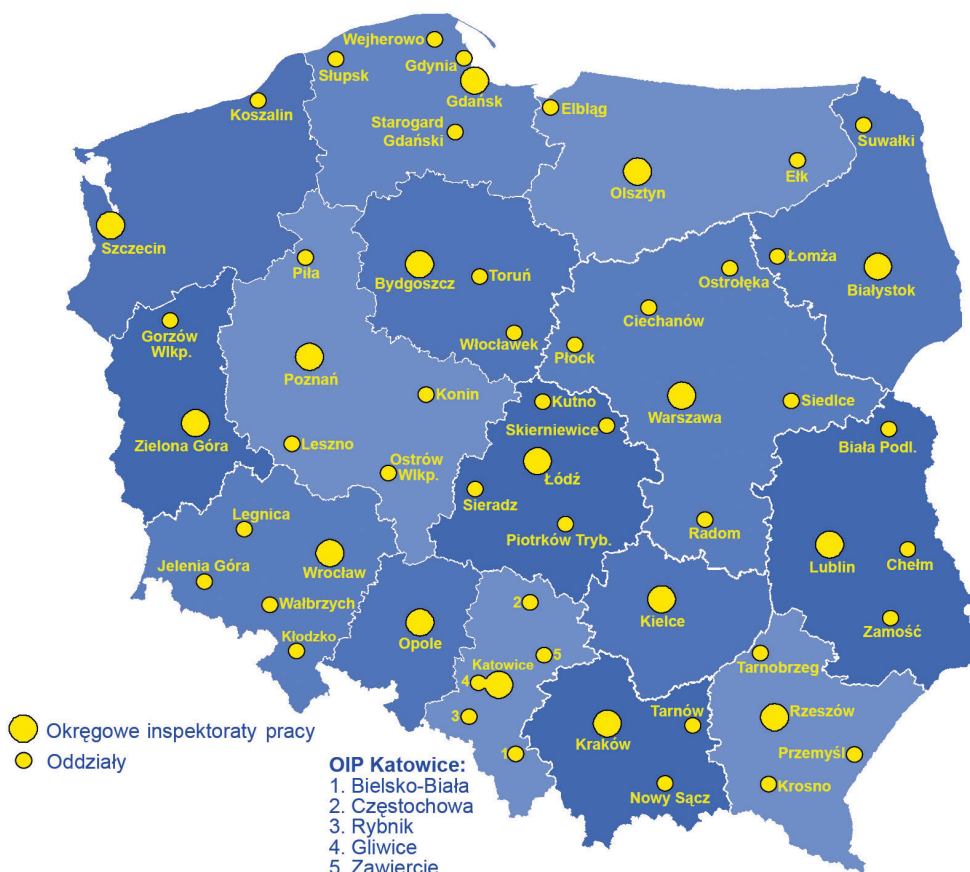 Wejherowo
Gdynia
Słupsk
Gdańsk
Koszalin
Starogard
Gdański
Elbląg
Suwałki
Ełk
Olsztyn
Szczecin
Piła
Bydgoszcz
Toruń
Łomża
Ostrołęka
Białystok
Gorzów
Wlkp.
Ciechanów
Włocławek
Płock
Poznań
Konin
Kutno
Warszawa
Siedlce
Skierniewice
Zielona Góra
Leszno
Biała Podl.
Ostrów
Wlkp.
Łódź
Sieradz
Legnica
Piotrków Tryb.
Radom
Jelenia Góra
Wrocław
Lublin
Chełm
Wałbrzych
2
Kielce
Zamość
Kłodzko
Opole
5
Katowice
4
Tarnobrzeg
3
Tarnów
Rzeszów
Kraków
1
Przemyśl
Nowy Sącz
Krosno
Okręgowe inspektoraty pracy
Oddziały
OIP Katowice:
1. Bielsko-Biała
2. Częstochowa
3. Rybnik
4. Gliwice
5. Zawiercie